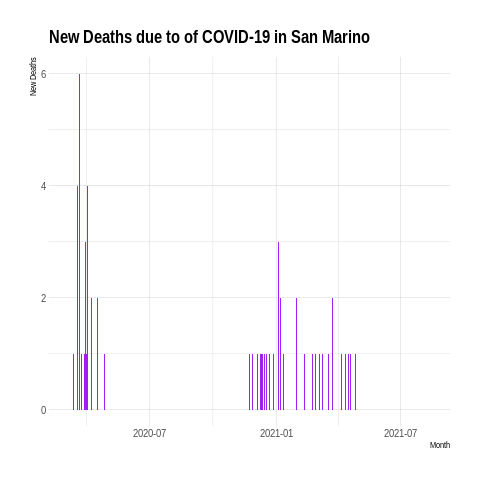 New Deaths due to of COVID-19 in San Marino
New Deaths
6
4
2
0
2020-07
2021-01
2021-07
Month